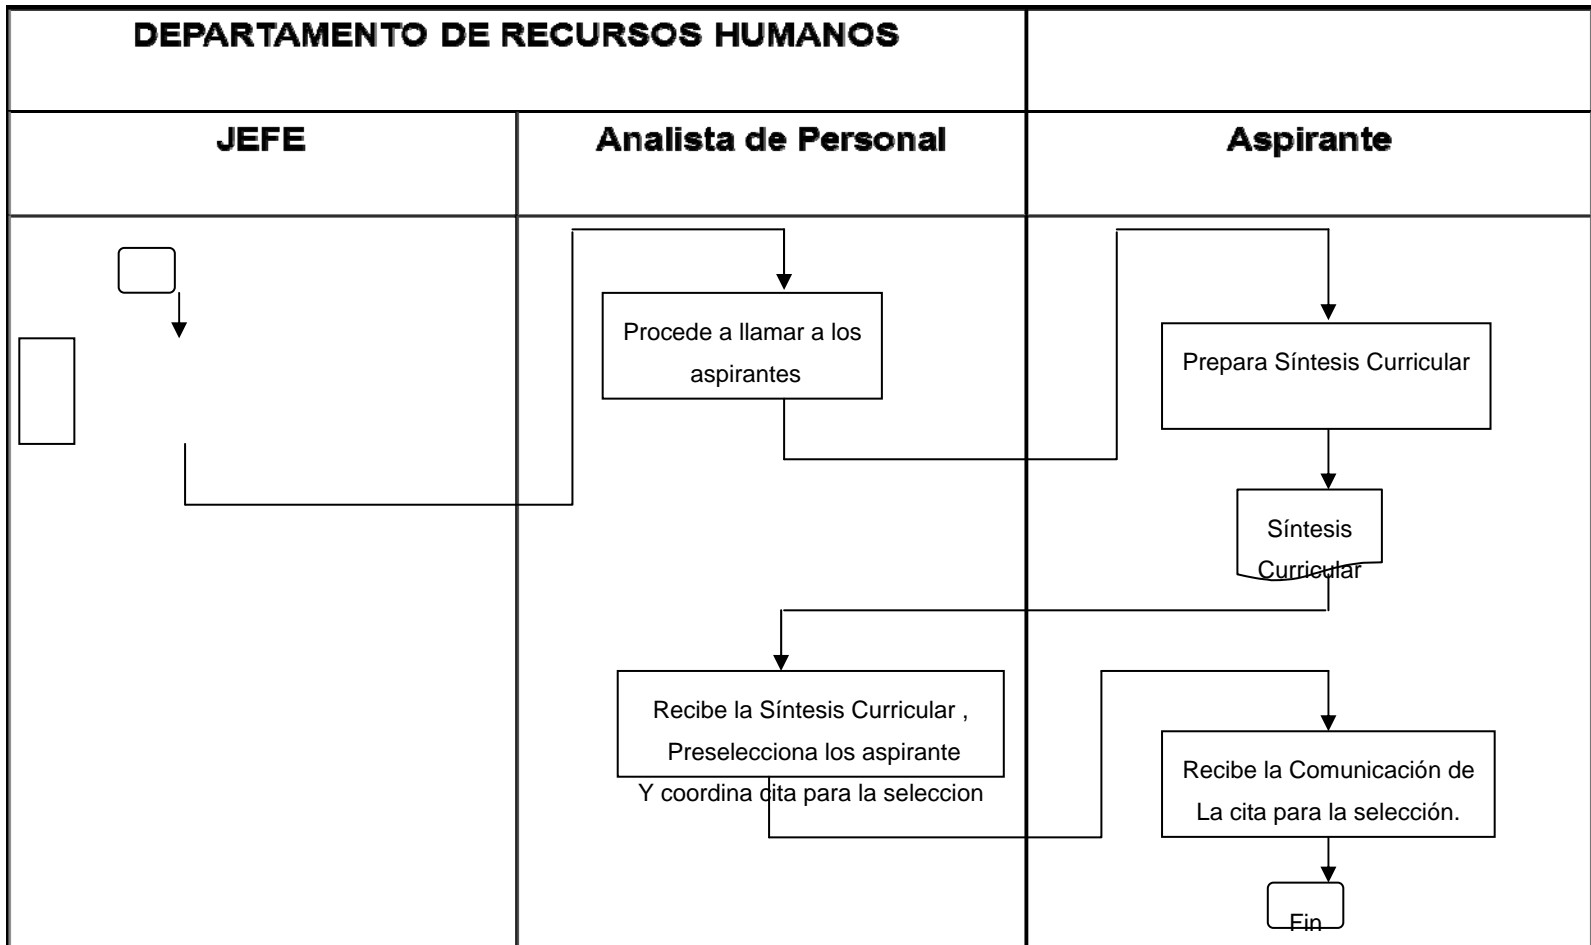 DEPARTAMENTO DE RECURSOS HUMANOS
JEFE
Analista de Personal
Aspirante
Procede a llamar a los
aspirantes
Prepara Síntesis Curricular
Síntesis
Curricular
Recibe la Síntesis Curricular ,
Preselecciona los aspirante
Y coordina cita para la seleccion
Recibe la Comunicación de
La cita para la selección.
Fin